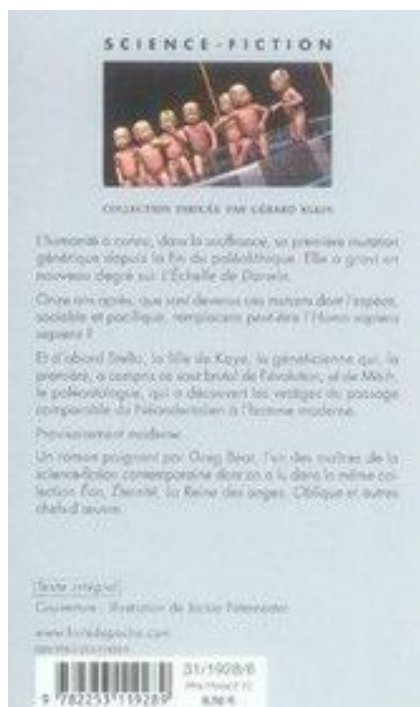 SCIENCE-FICTION
COLLECTION DIRIGÉE PAR GÉRARD KLEIN
L'humanité a connu, dans la souffrance, sa première mutation
génétique depuis la fin du paléolithique. Elle a gravi un
nouveau degré sur L'Échelle de Darwin.
Onze ans après, que sont devenus ces mutants dont l'espèce,
sociable et pacifique, remplacera peut-être l'Homo sapiens
sapiens ?
Et d'abord Stella, la fille de Kaye, la généticienne qui, la
première, a compris ce saut brutal de l'évolution, et de Mitch,
le paléontologue, qui a découvert les vestiges du passage
comparable du Néandertalien à l'homme moderne.
Provisoirement moderne.
Un roman poignant par Greg Bear, l'un des maîtres de la
science-fiction contemporaine dont on a lu dans la même col-
lection Éon, Éternité, La Reine des anges, Oblique et autres
chefs-d'œuvre.
Texte intégral
Couverture : illustration de Jackie Paternoster.
www.livredepoche.com
31/1928/6
9 782253 119289